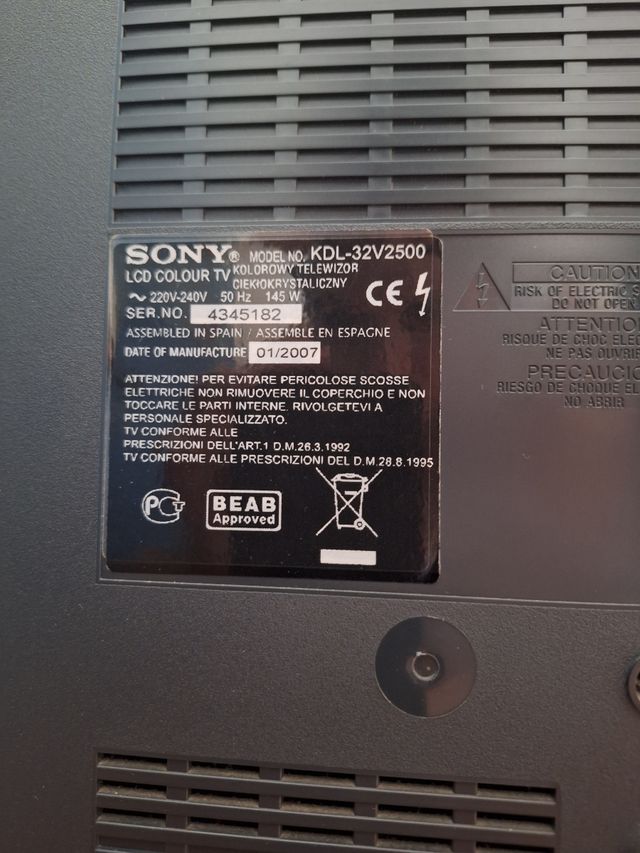 SONY® MODEL NO. KDL-32V2500
LCD COLOUR TV KOLOROWY TELEWIZOR
CIEKŁOKRYSTALICZNY
~ 220V-240V 50 Hz 145 W
CE
SER.NO. 4345182
ASSEMBLED IN SPAIN / ASSEMBLE EN ESPAGNE
DATE OF MANUFACTURE 01/2007
ATTENZIONE! PER EVITARE PERICOLOSE SCOSSE
ELETTRICHE NON RIMUOVERE IL COPERCHIO E NON
TOCCARE LE PARTI INTERNE. RIVOLGETEVI A
PERSONALE SPECIALIZZATO.
TV CONFORME ALLE
PRESCRIZIONI DELL'ART.1 D.M.26.3.1992
TV CONFORME ALLE PRESCRIZIONI DEL D.M.28.8.1995
BEAB
Approved
CAUTION
RISK OF ELECTRIC S
DO NOT OPEN
ATTENTIO
RISQUE DE CHOC ELE
NE PAS OUVRIR
PRECAUCIO
RIESGO DE CHOQUE EL
NO ABRIR